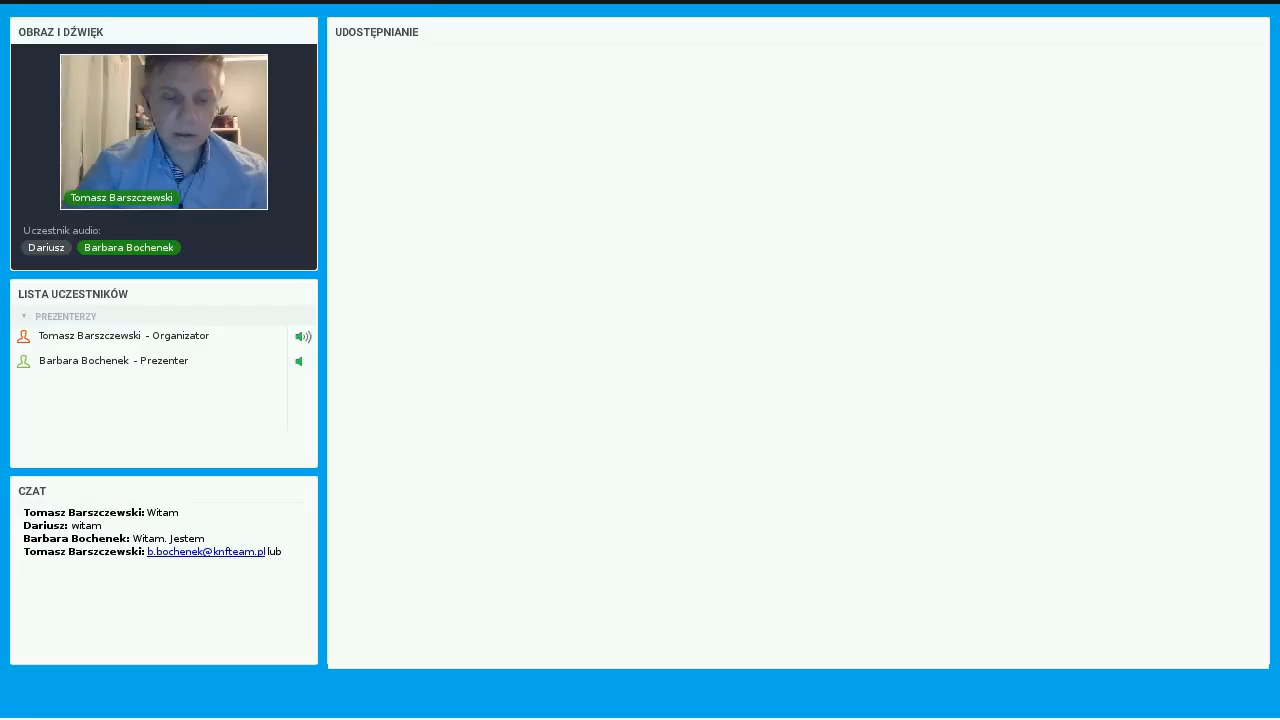 OBRAZ I DŹWIĘK
Tomasz Barszczewski
Uczestnik audio:
Dariusz Barbara Bochenek
LISTA UCZESTNIKÓW
PREZENTERZY
Tomasz Barszczewski - Organizator
Barbara Bochenek - Prezenter
CZAT
Tomasz Barszczewski: Witam
Dariusz: witam
Barbara Bochenek: Witam. Jestem
Tomasz Barszczewski: b.bochenek@knfteam.pl lub
UDOSTĘPNIANIE